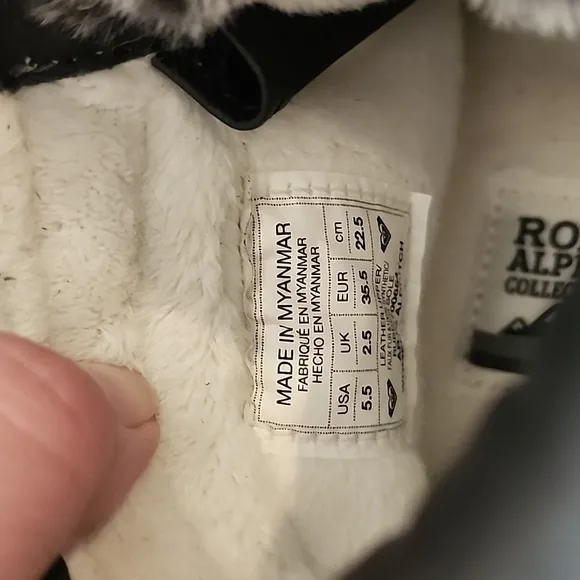 MADE IN MYANMAR
FABRIQUÉ EN MYANMAR
HECHO EN MYANMAR
USA UK EUR cm
5.5 2.5 35.5 22.5
LEATHER
RO
ALP
COLLEC